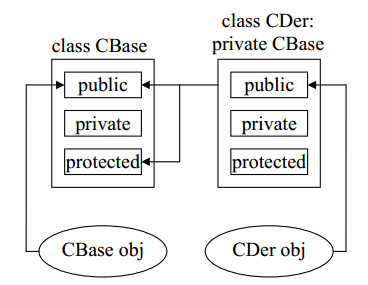 class CBase
public
private
protected
class CDer:
private CBase
public
private
protected
CBase obj
CDer obj